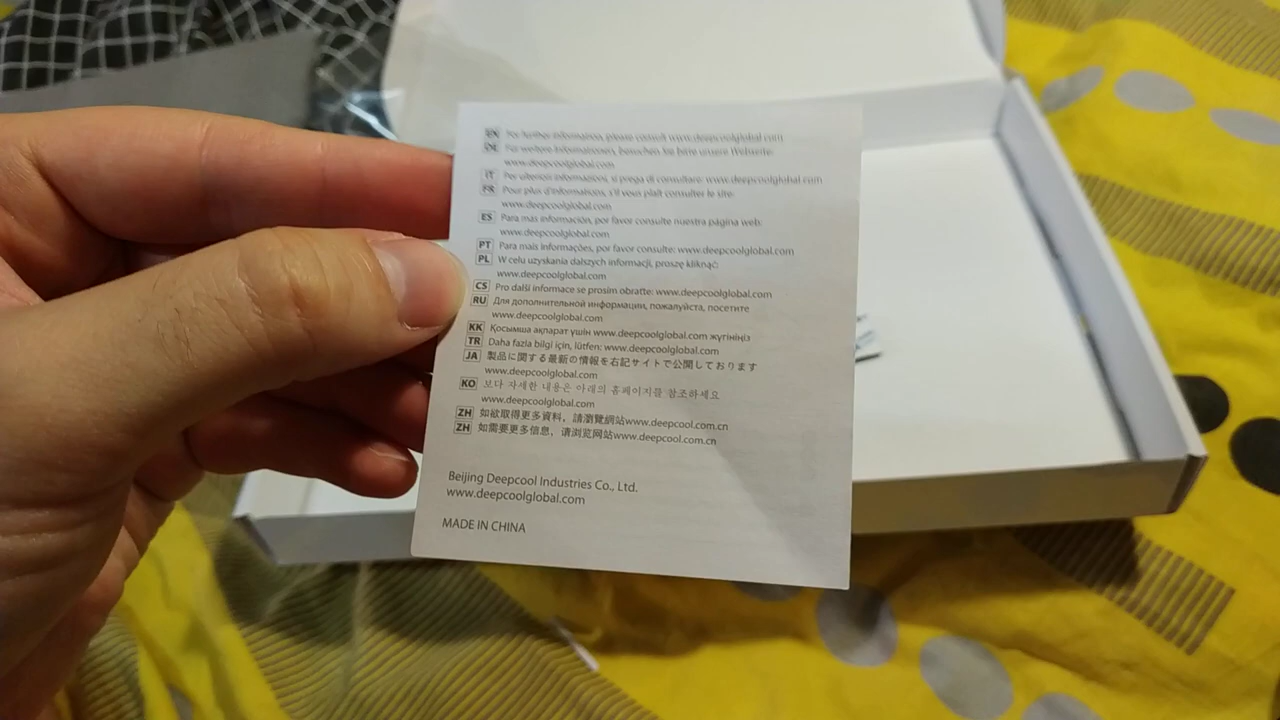 EN For further information, please consult www.deepcoolglobal.com
DE Für weitere Informationen, besuchen Sie bitte unsere Webseite:
www.deepcoolglobal.com
IT Per ulteriori informazioni, si prega di consultare: www.deepcoolglobal.com
FR Pour plus d'informations, s'il vous plaît consulter le site:
www.deepcoolglobal.com
ES Para más información, por favor consulte nuestra página web:
www.deepcoolglobal.com
PT Para mais informações, por favor consulte: www.deepcoolglobal.com
PL W celu uzyskania dalszych informacji, proszę kliknąć:
www.deepcoolglobal.com
CS Pro další informace se prosím obraťte: www.deepcoolglobal.com
RU Для дополнительной информации, пожалуйста, посетите
www.deepcoolglobal.com
KK Қосымша ақпарат үшін www.deepcoolglobal.com жүгініңіз
TR Daha fazla bilgi için, lütfen: www.deepcoolglobal.com
JA 製品に関する最新の情報を右記サイトで公開しております
www.deepcoolglobal.com
KO 보다 자세한 내용은 아래의 홈페이지를 참조하세요
www.deepcoolglobal.com
ZH 如欲取得更多資料，請瀏覽網站www.deepcool.com.cn
ZH 如需要更多信息，请浏览网站www.deepcool.com.cn
Beijing Deepcool Industries Co., Ltd.
www.deepcoolglobal.com
MADE IN CHINA